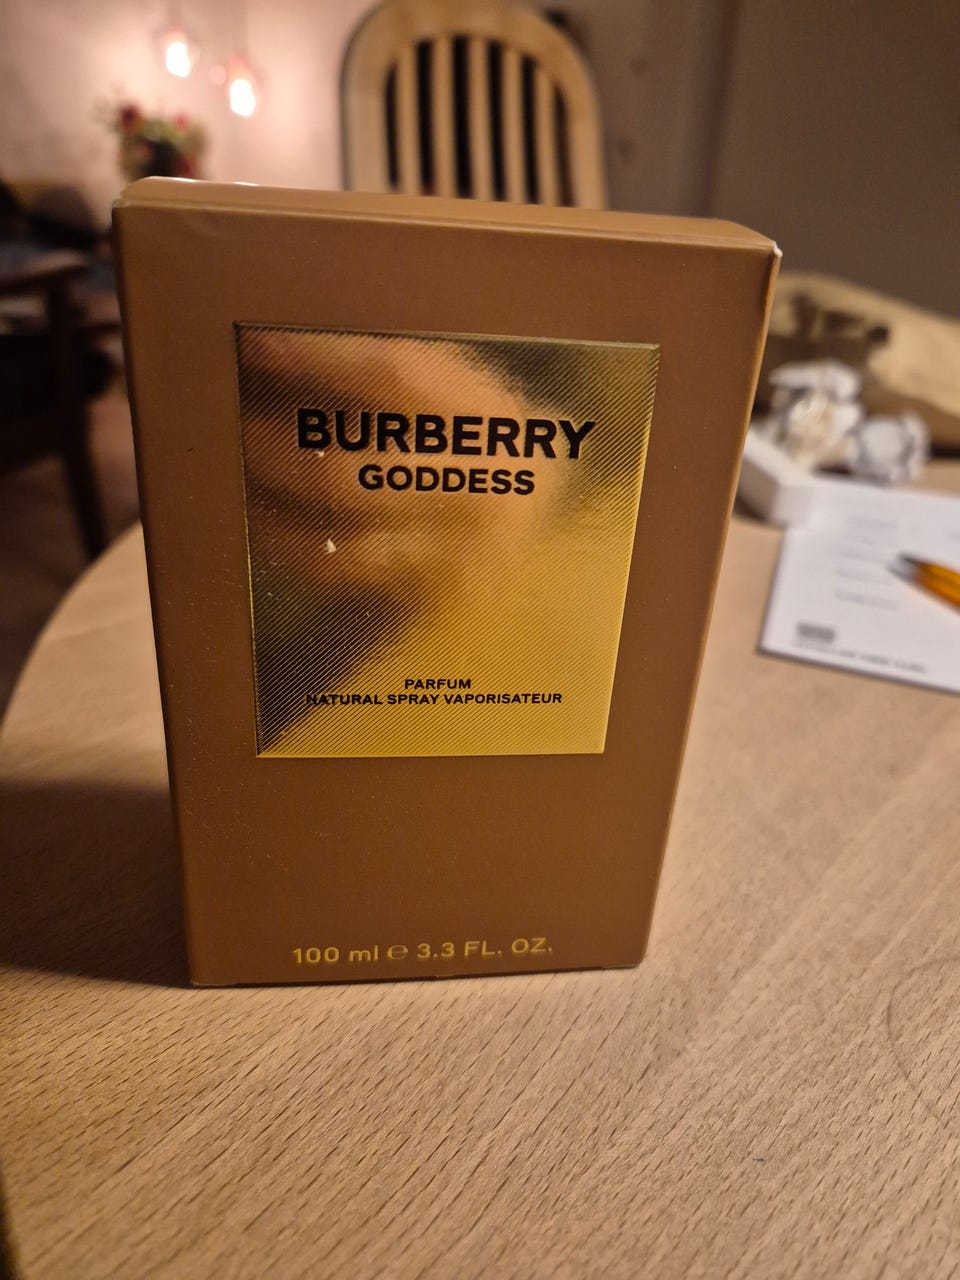 BURBERRY
GODDESS
PARFUM
NATURAL SPRAY VAPORISATEUR
100 ml ℮ 3.3 FL. OZ.